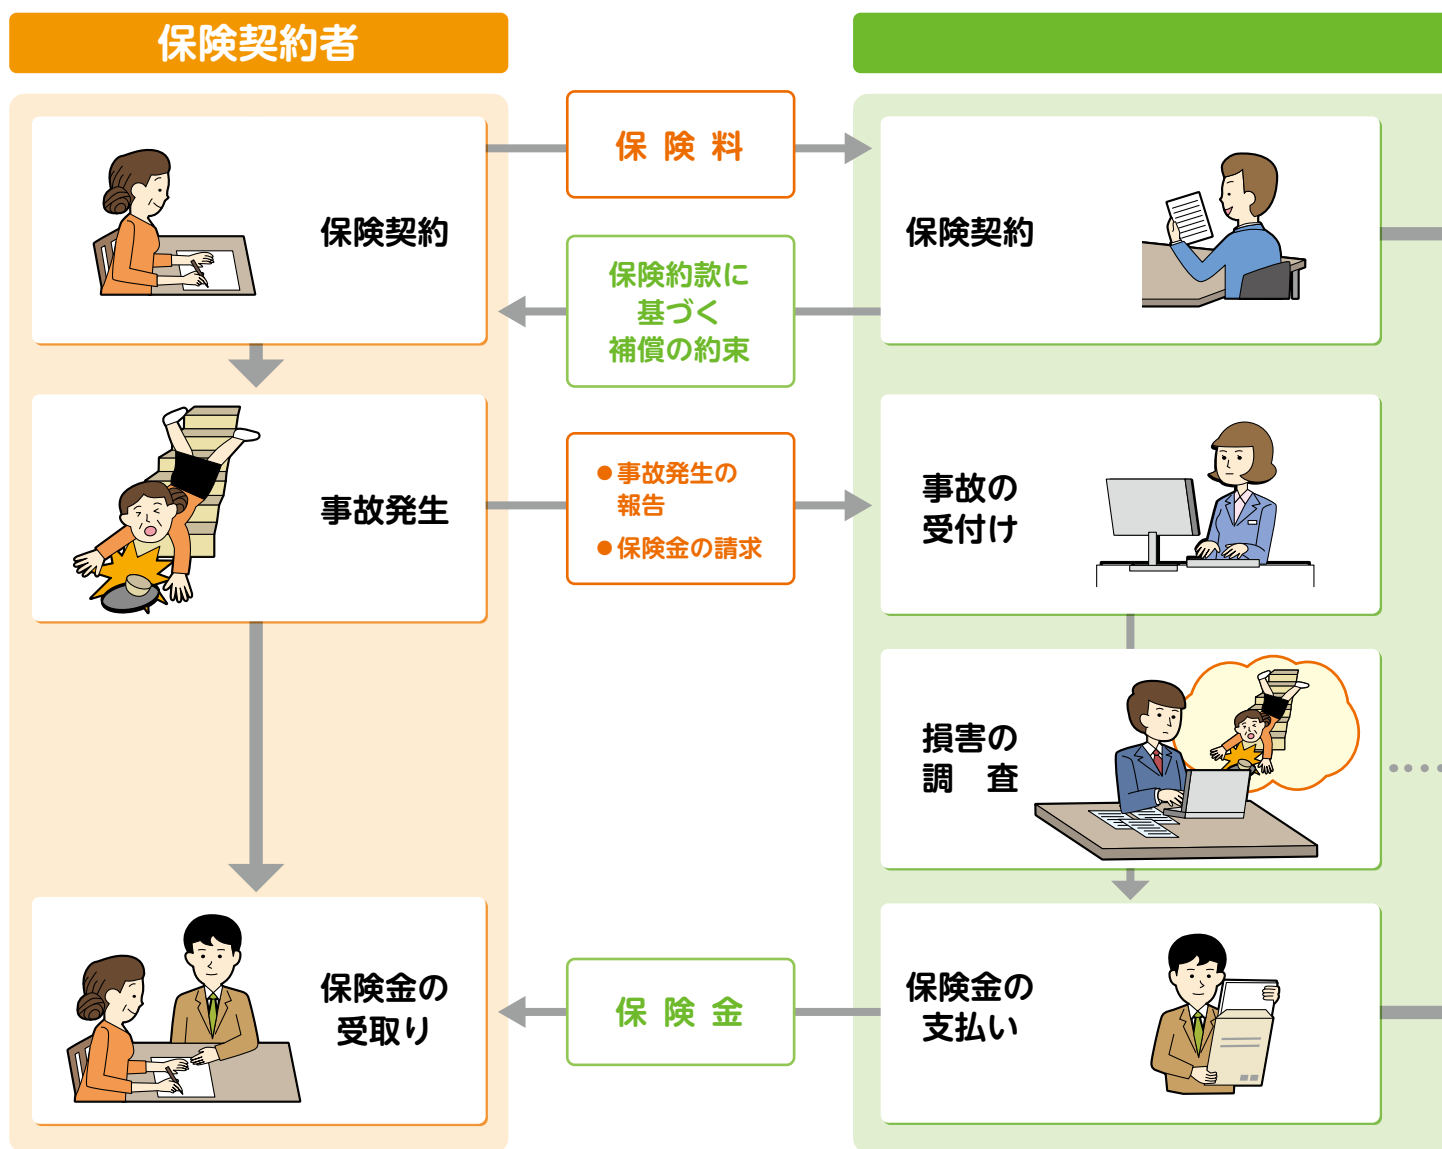 保険契約者
保険契約
保険料
保険契約
保険約款に
基づく
補償の約束
事故発生
●事故発生の
報告
●保険金の請求
事故の
受付け
損害の
調　査
保険金の
受取り
保険金
保険金の
支払い